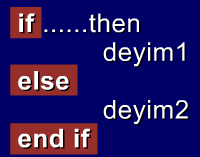 if ......then
deyim1
else
deyim2
end if